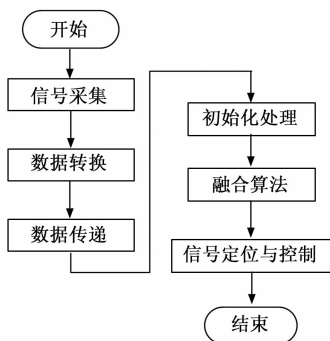 开始
信号采集
数据转换
数据传递
初始化处理
融合算法
信号定位与控制
结束